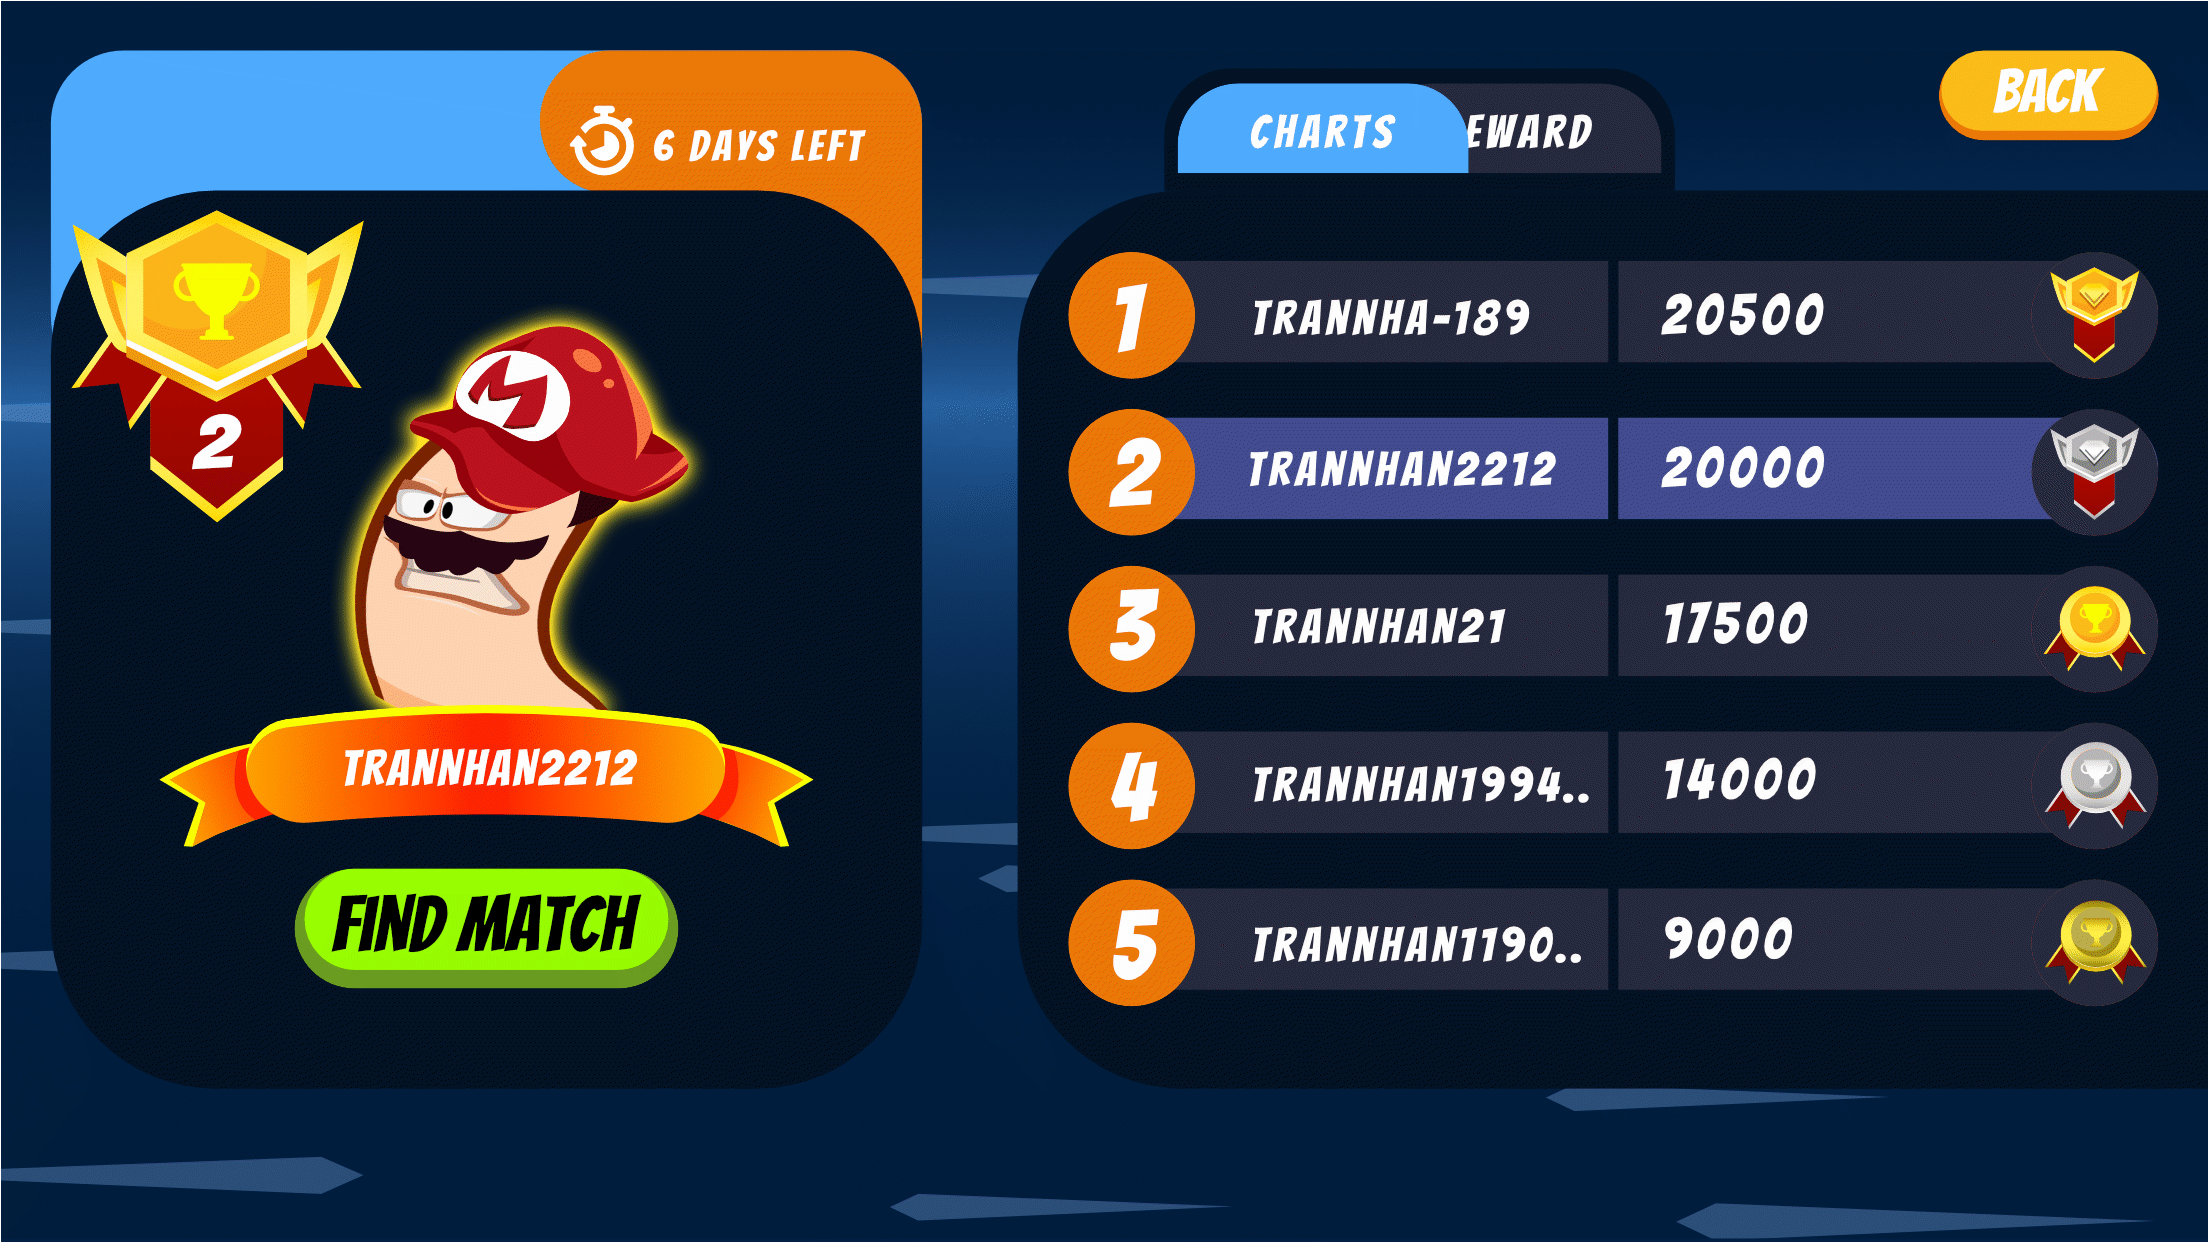 6 DAYS LEFT
2
M
TRANNHAN2212
FIND MATCH
BACK
CHARTS
EWARD
1 TRANNHA-189 20500
2 TRANNHAN2212 20000
3 TRANNHAN21 17500
4 TRANNHAN1994.. 14000
5 TRANNHAN1190.. 9000